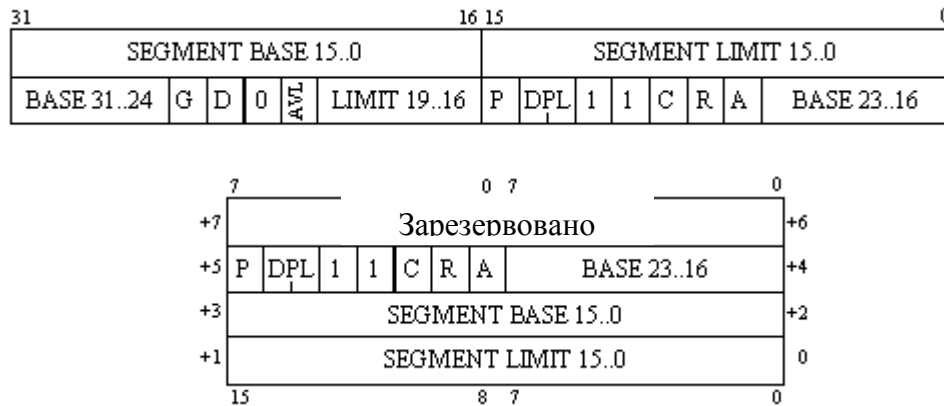 31 16 15 0
SEGMENT BASE 15..0 SEGMENT LIMIT 15..0
BASE 31..24 G D 0 AVL LIMIT 19..16 P DPL 1 1 C R A BASE 23..16
7 0 7 0
+7 Зарезервовано +6
+5 P DPL 1 1 C R A BASE 23..16 +4
+3 SEGMENT BASE 15..0 +2
+1 SEGMENT LIMIT 15..0 0
15 8 7 0